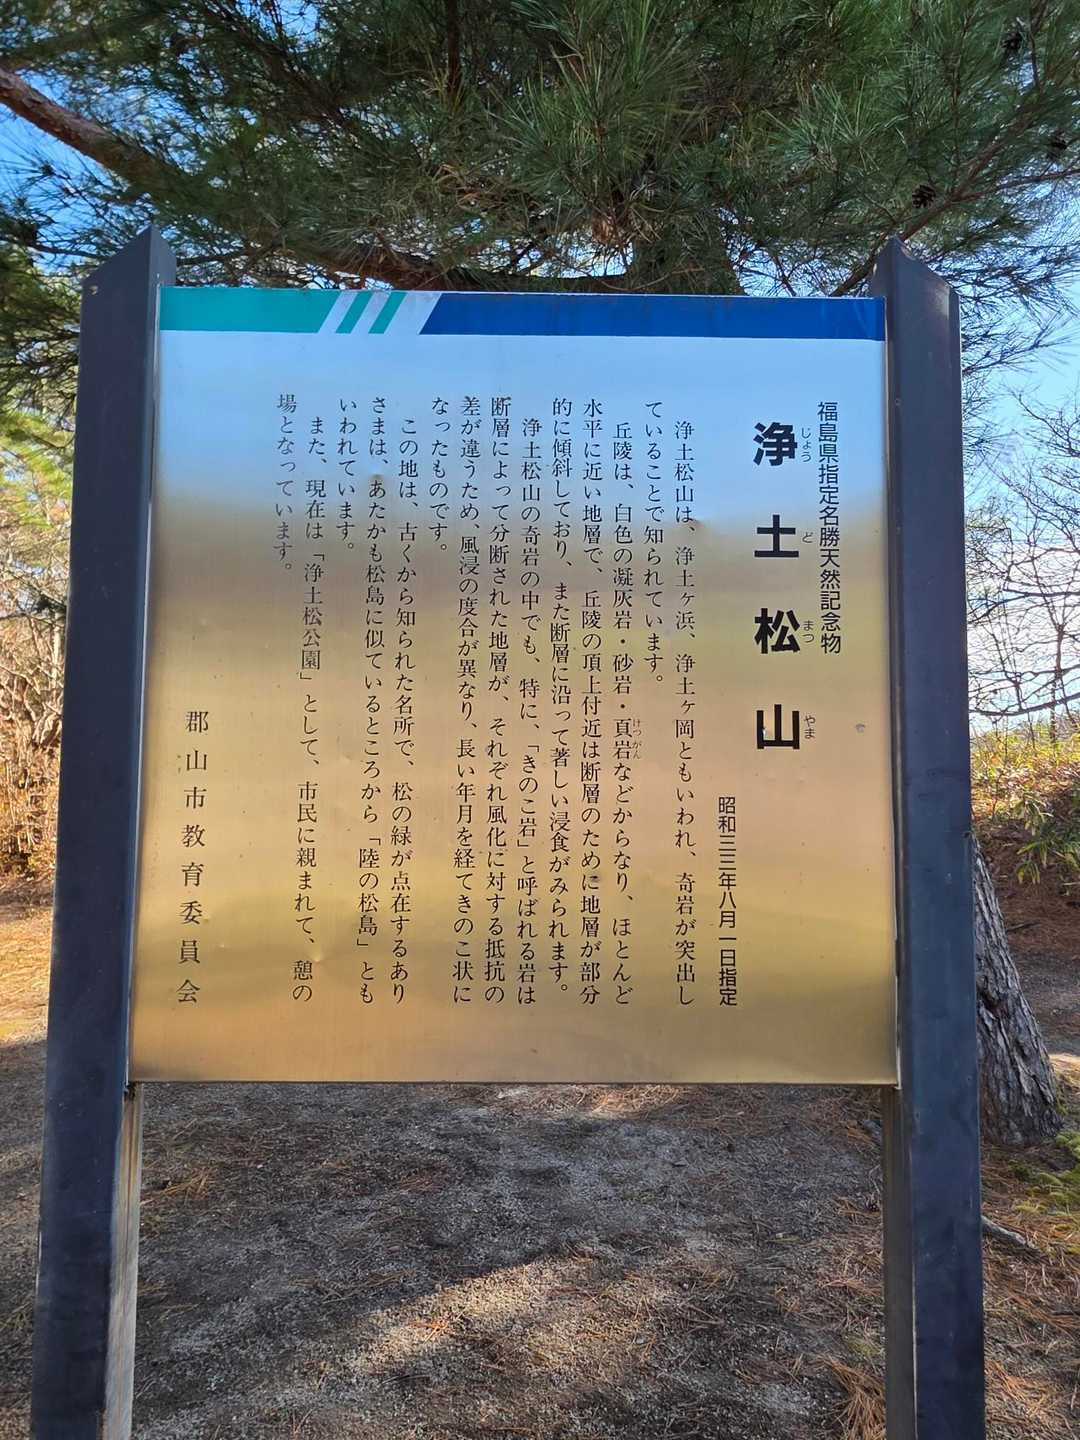 福島県指定名勝天然記念物
浄土松山
じょうどまつやま
昭和三三年八月一日指定
浄土松山は、浄土ヶ浜、浄土ヶ岡ともいわれ、奇岩が突出し
ていることで知られています。
丘陵は、白色の凝灰岩・砂岩・頁岩などからなり、ほとんど
けつがん
水平に近い地層で、丘陵の頂上付近は断層のために地層が部分
的に傾斜しており、また断層に沿って著しい浸食がみられます。
浄土松山の奇岩の中でも、特に、「きのこ岩」と呼ばれる岩は
断層によって分断された地層が、それぞれ風化に対する抵抗の
差が違うため、風浸の度合が異なり、長い年月を経てきのこ状に
なったものです。
この地は、古くから知られた名所で、松の緑が点在するあり
さまは、あたかも松島に似ているところから「陸の松島」とも
いわれています。
また、現在は「浄土松公園」として、市民に親まれて、憩の
場となっています。
郡山市教育委員会